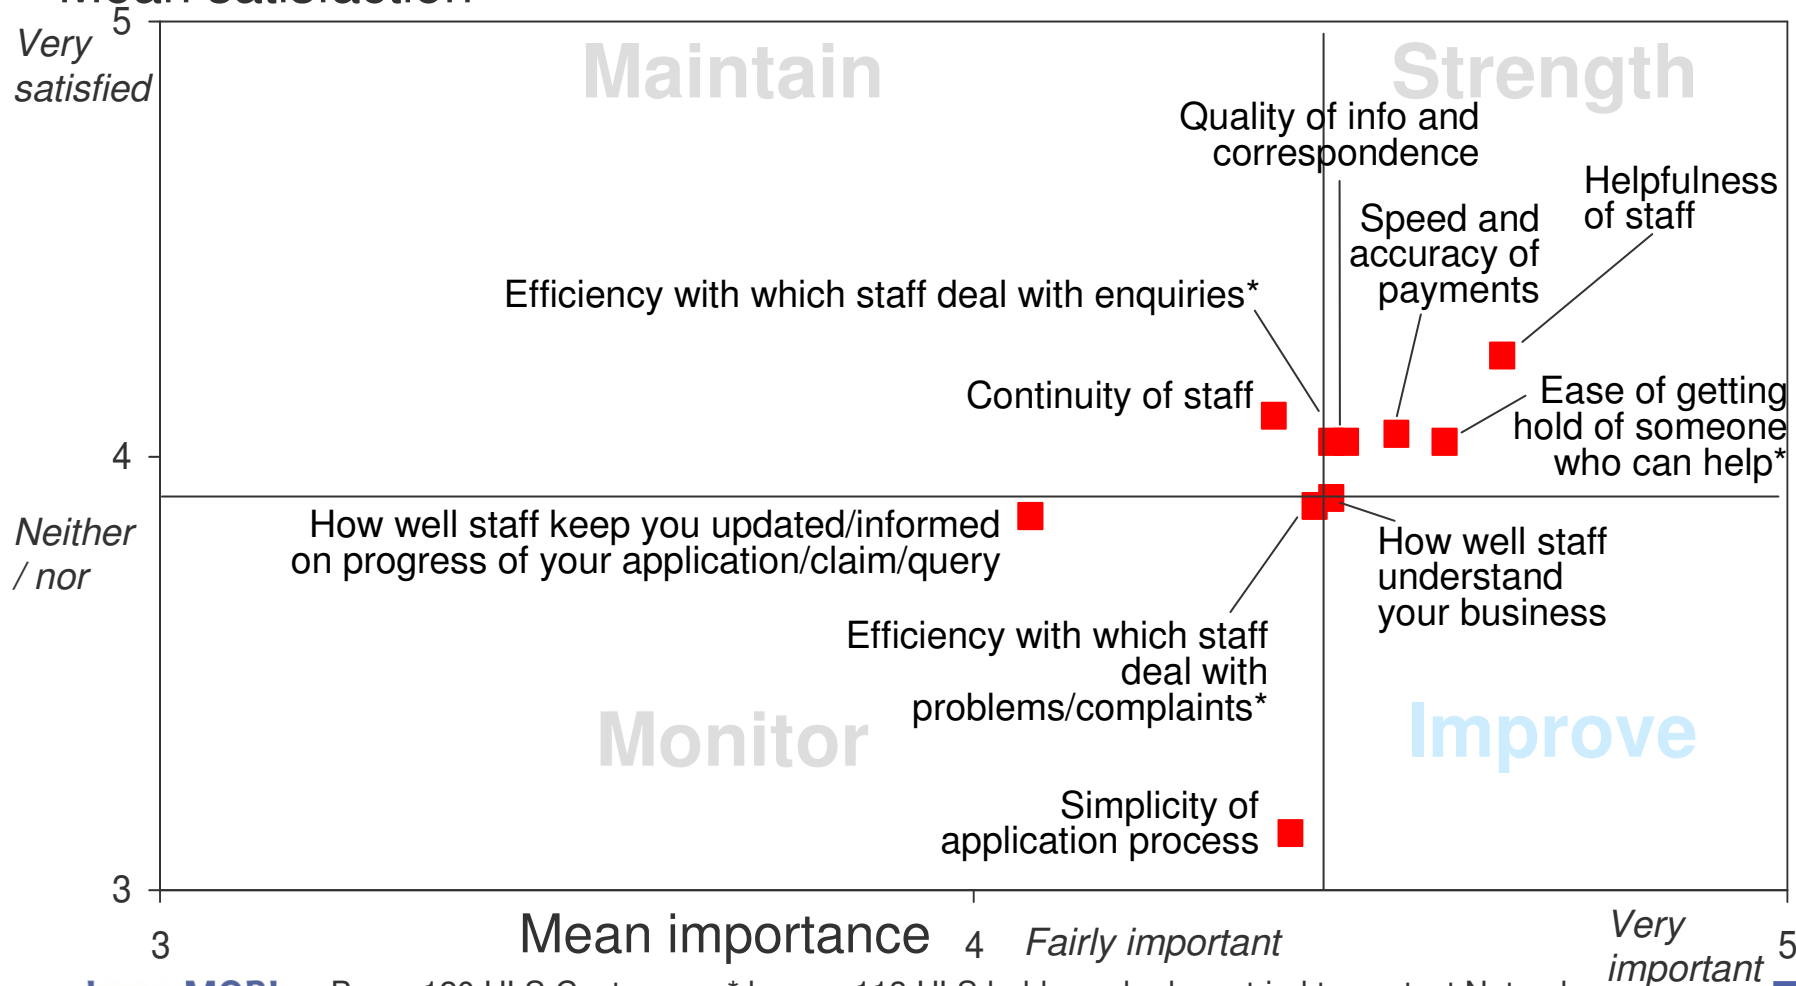 Mean satisfaction
5
Very
satisfied
Maintain
Strength
Quality of info and
correspondence
Helpfulness
of staff
Speed and
accuracy of
payments
Efficiency with which staff deal with enquiries*
Continuity of staff
Ease of getting
hold of someone
who can help*
4
Neither
/ nor
How well staff keep you updated/informed
on progress of your application/claim/query
How well staff
understand
your business
Efficiency with which staff
deal with
problems/complaints*
Monitor
Improve
Simplicity of
application process
3
3
Mean importance
4
Fairly important
Very
important
5